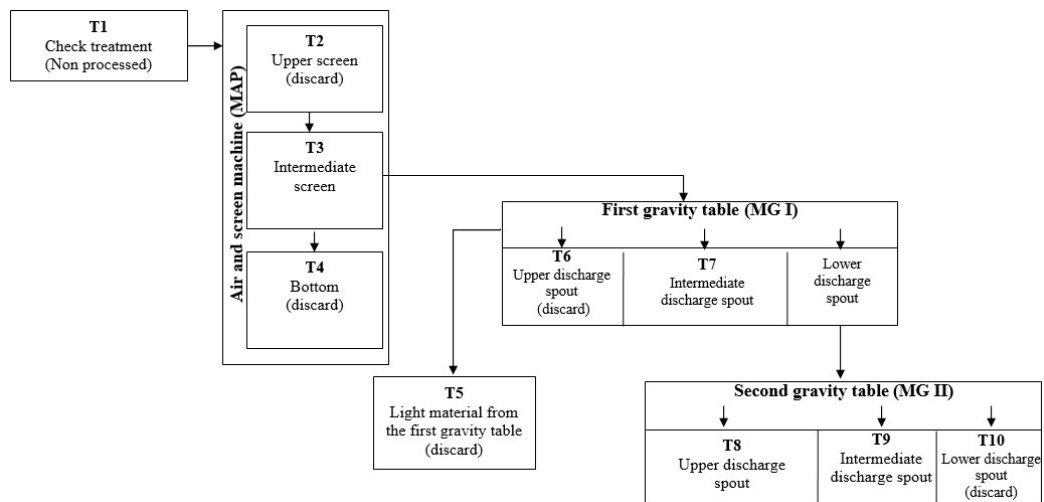 T1
Check treatment
(Non processed)
Air and screen machine (MAP)
T2
Upper screen
(discard)
T3
Intermediate
screen
T4
Bottom
(discard)
First gravity table (MG I)
T6
Upper discharge
spout
(discard)
T7
Intermediate
discharge spout
Lower
discharge
spout
T5
Light material from
the first gravity table
(discard)
Second gravity table (MG II)
T8
Upper discharge
spout
T9
Intermediate
discharge spout
T10
Lower discharge
spout
(discard)